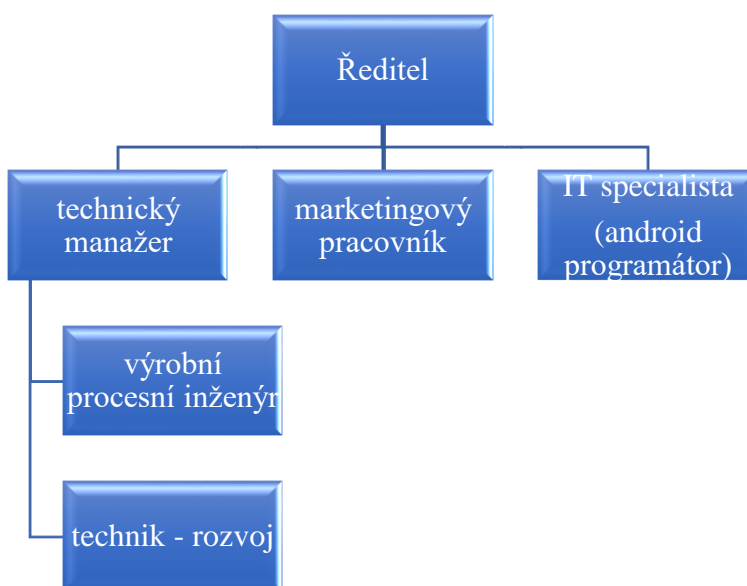 Ředitel
technický
manažer
marketingový
pracovník
IT specialista
(android
programátor)
výrobní
procesní inženýr
technik - rozvoj